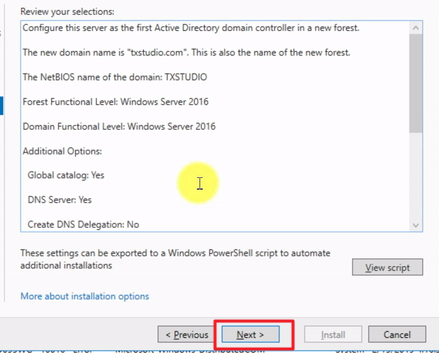 Review your selections:
Configure this server as the first Active Directory domain controller in a new forest.
The new domain name is "txstudio.com". This is also the name of the new forest.
The NetBIOS name of the domain: TXSTUDIO
Forest Functional Level: Windows Server 2016
Domain Functional Level: Windows Server 2016
Additional Options:
Global catalog: Yes
DNS Server: Yes
Create DNS Delegation: No
These settings can be exported to a Windows PowerShell script to automate
additional installations
View script
More about installation options
< Previous
Next >
Install
Cancel